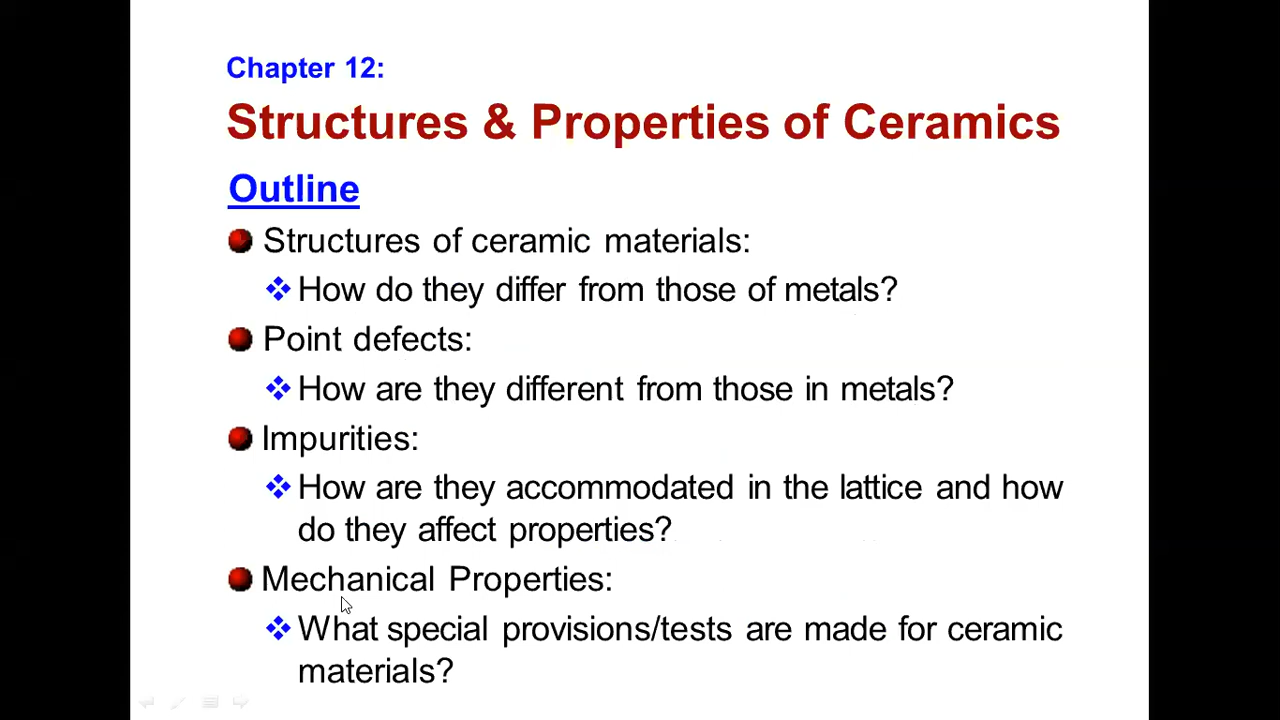 Chapter 12:
Structures & Properties of Ceramics
Outline
Structures of ceramic materials:
How do they differ from those of metals?
Point defects:
How are they different from those in metals?
Impurities:
How are they accommodated in the lattice and how
do they affect properties?
Mechanical Properties:
What special provisions/tests are made for ceramic
materials?